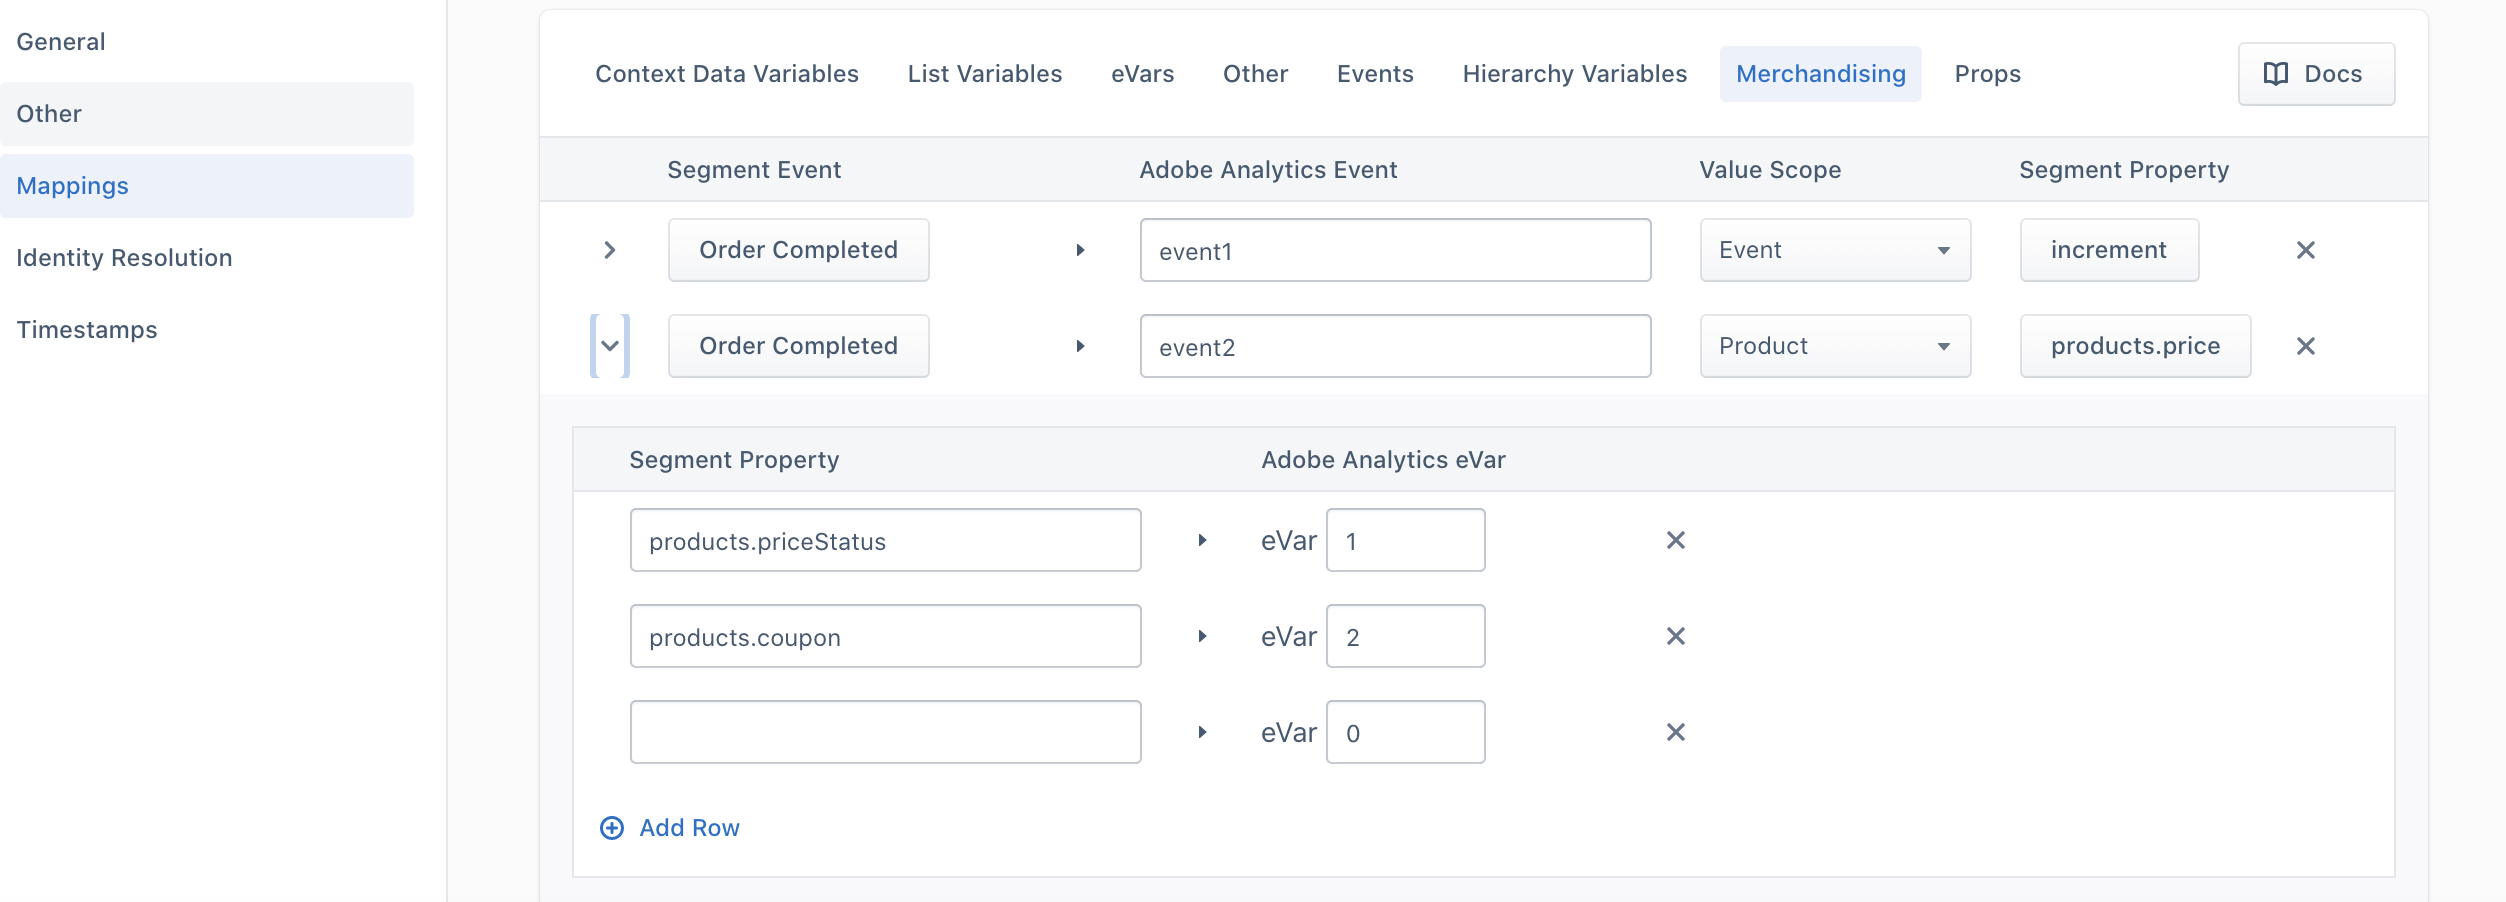 General
Other
Mappings
Identity Resolution
Timestamps
Context Data Variables List Variables eVars Other Events Hierarchy Variables Merchandising Props Docs
Segment Event Adobe Analytics Event Value Scope Segment Property
Order Completed event1 Event increment
Order Completed event2 Product products.price
Segment Property Adobe Analytics eVar
products.priceStatus eVar 1
products.coupon eVar 2
eVar 0
Add Row